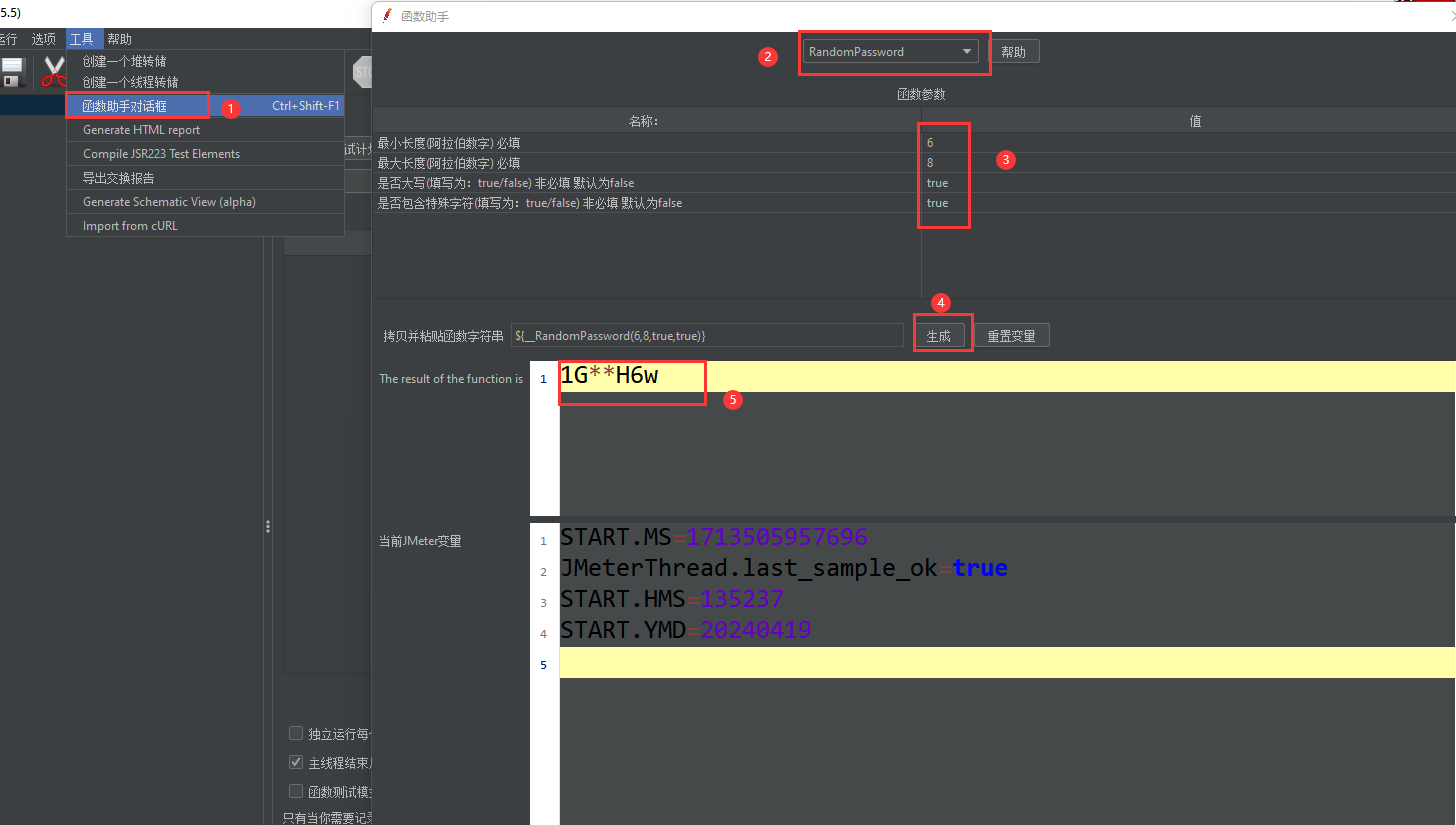 5.5)
函数助手
运行 选项 工具 帮助
创建一个堆转储
创建一个线程转储
函数助手对话框 Ctrl+Shift-F1
1
Generate HTML report
Compile JSR223 Test Elements
导出交换报告
Generate Schematic View (alpha)
Import from cURL
2
RandomPassword
帮助
函数参数
名称: 值
最小长度(阿拉伯数字) 必填 6
最大长度(阿拉伯数字) 必填 8
是否大写(填写为：true/false) 非必填 默认为false true
是否包含特殊字符(填写为：true/false) 非必填 默认为false true
3
4
拷贝并粘贴函数字符串 ${__RandomPassword(6,8,true,true)} 生成 重置变量
The result of the function is
1 1G**H6w
5
当前JMeter变量
1 START.MS=1713505957696
2 JMeterThread.last_sample_ok=true
3 START.HMS=135237
4 START.YMD=20240419
5
独立运行每个
主线程结束
函数测试模式
只有当你需要记录